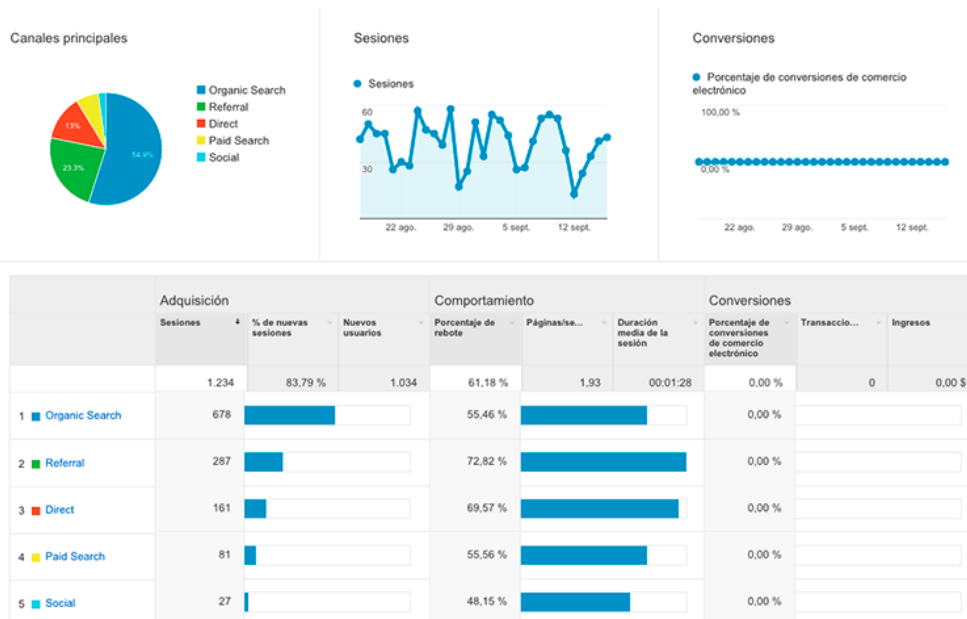 Canales principales
Organic Search
Referral
Direct
Paid Search
Social
54.9%
23.3%
13%
Sesiones
Sesiones
60
30
22 ago.
29 ago.
5 sept.
12 sept.
Conversiones
Porcentaje de conversiones de comercio
electrónico
100,00 %
0,00 %
22 ago.
29 ago.
5 sept.
12 sept.
Adquisición Comportamiento Conversiones
Sesiones
% de nuevas
sesiones
Nuevos
usuarios
Porcentaje de
rebote
Páginas/se...
Duración
media de la
sesión
Porcentaje de
conversiones
de comercio
electrónico
Transaccio...
Ingresos
1.234 83,79 % 1.034 61,18 % 1,93 00:01:28 0,00 % 0 0,00 $
1 Organic Search 678 55,46 % 0,00 %
2 Referral 287 72,82 % 0,00 %
3 Direct 161 69,57 % 0,00 %
4 Paid Search 81 55,56 % 0,00 %
5 Social 27 48,15 % 0,00 %